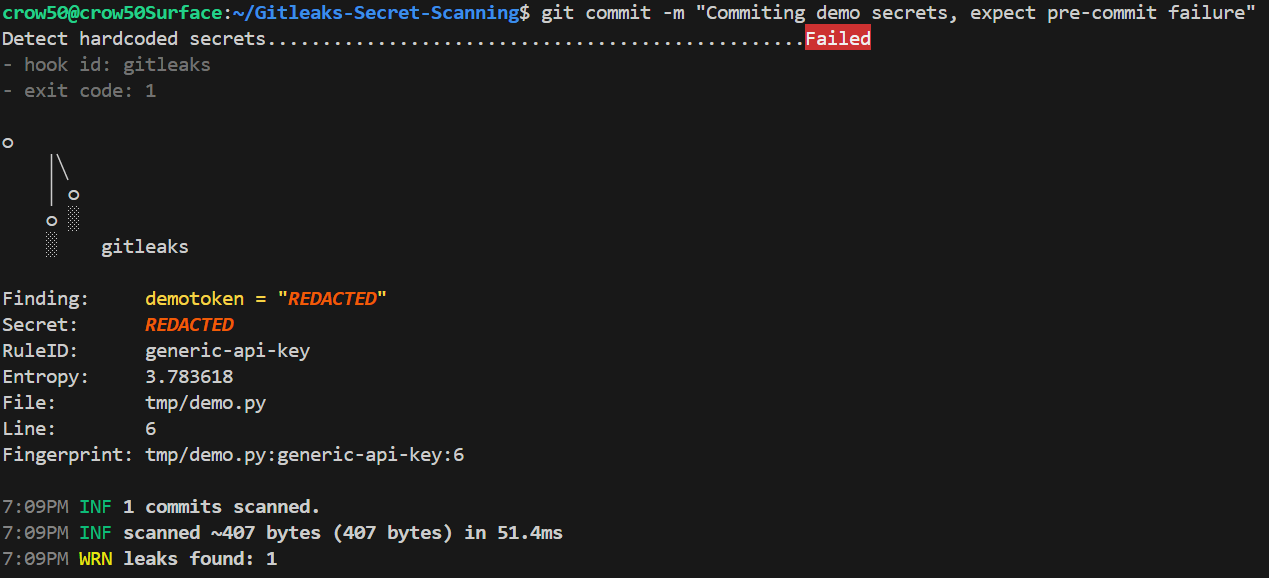 crow50@crow50Surface:~/Gitleaks-Secret-Scanning$ git commit -m "Commiting demo secrets, expect pre-commit failure"
Detect hardcoded secrets.................................................Failed
- hook id: gitleaks
- exit code: 1
○
    │╲
    │ ○
    ○ ░
    ░    gitleaks
Finding:     demotoken = "REDACTED"
Secret:      REDACTED
RuleID:      generic-api-key
Entropy:     3.783618
File:        tmp/demo.py
Line:        6
Fingerprint: tmp/demo.py:generic-api-key:6
7:09PM INF 1 commits scanned.
7:09PM INF scanned ~407 bytes (407 bytes) in 51.4ms
7:09PM WRN leaks found: 1